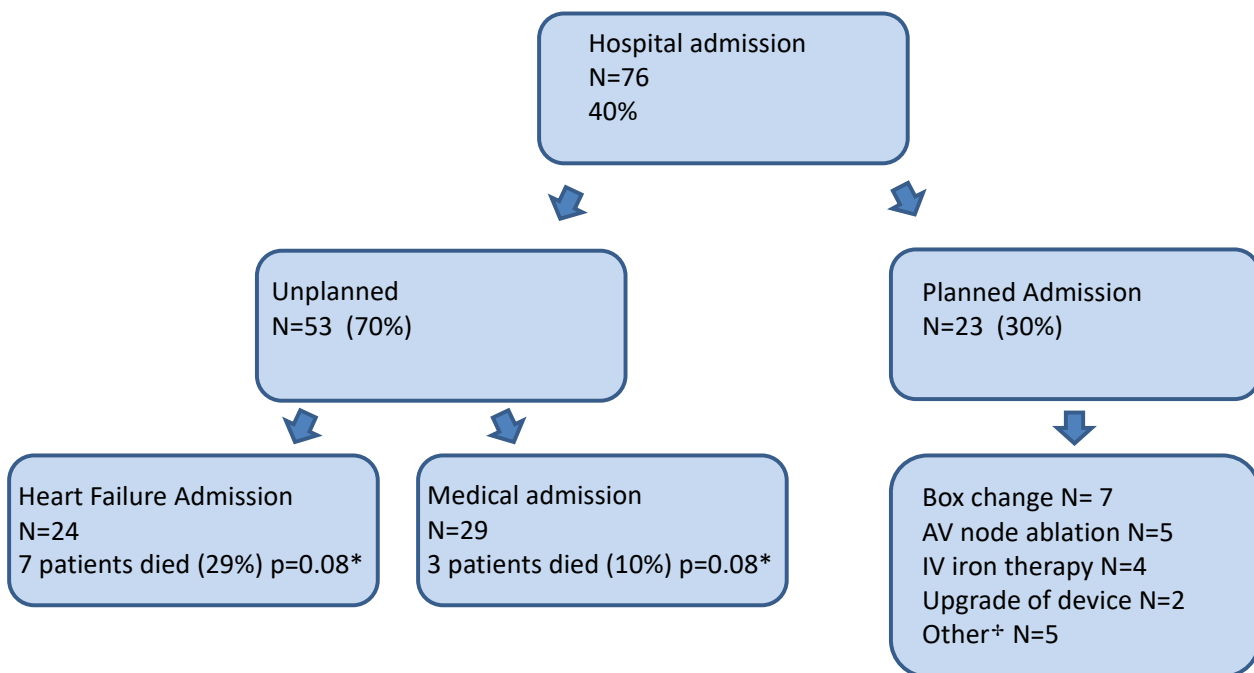 Hospital admission
N=76
40%
Unplanned
N=53 (70%)
Planned Admission
N=23 (30%)
Heart Failure Admission
N=24
7 patients died (29%) p=0.08*
Medical admission
N=29
3 patients died (10%) p=0.08*
Box change N= 7
AV node ablation N=5
IV iron therapy N=4
Upgrade of device N=2
Other⸭ N=5